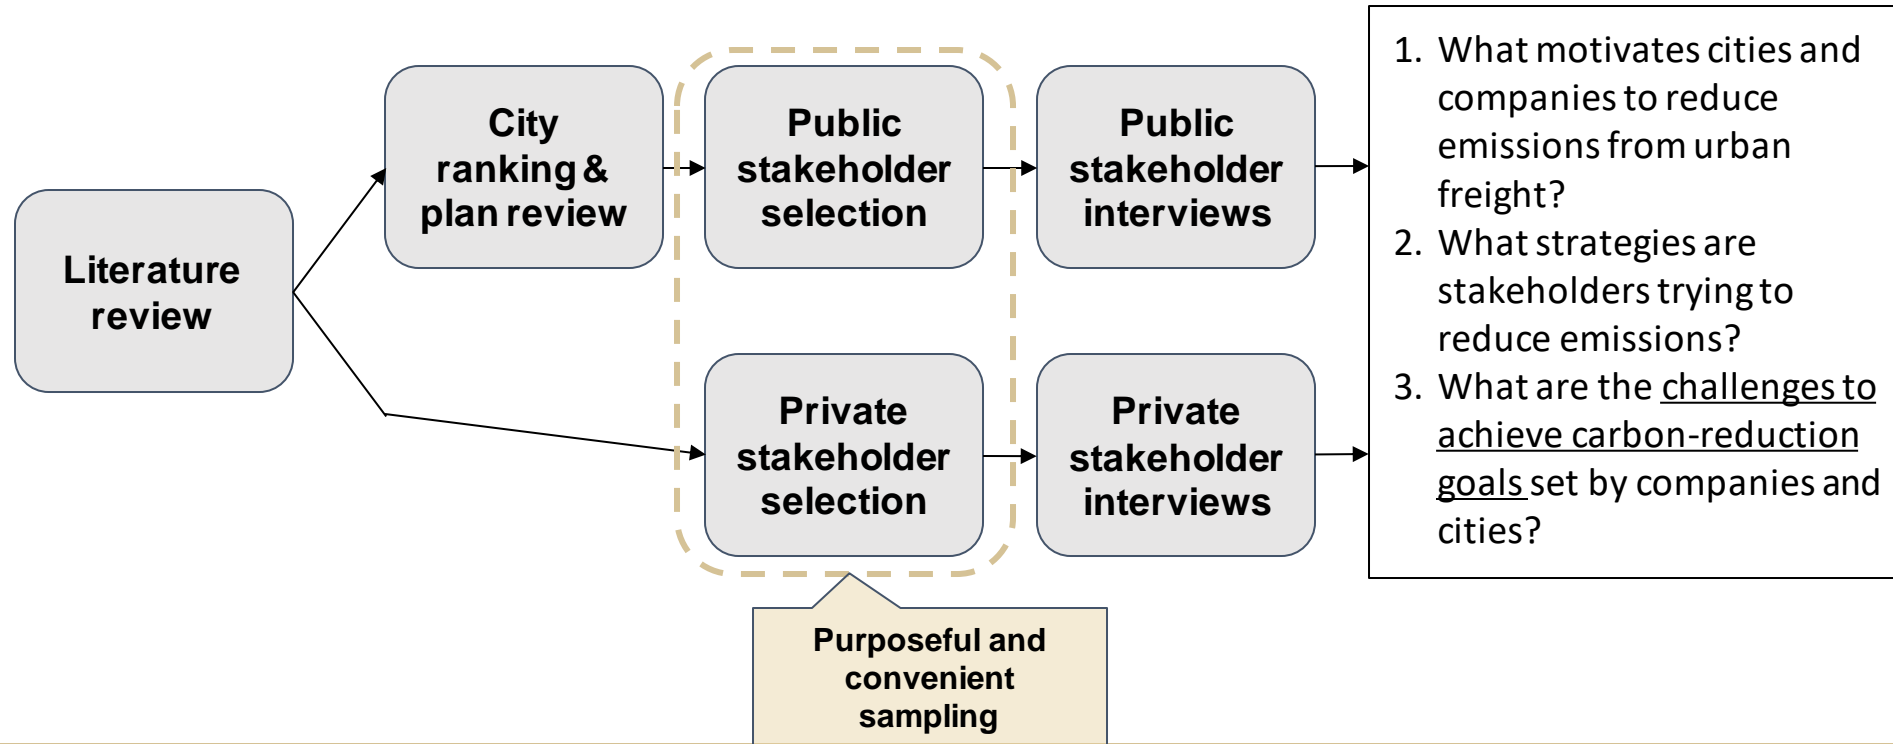 Literature
review
City
ranking &
plan review
Public
stakeholder
selection
Public
stakeholder
interviews
Private
stakeholder
selection
Private
stakeholder
interviews
Purposeful and
convenient
sampling
1. What motivates cities and
companies to reduce
emissions from urban
freight?
2. What strategies are
stakeholders trying to
reduce emissions?
3. What are the challenges to
achieve carbon-reduction
goals set by companies and
cities?